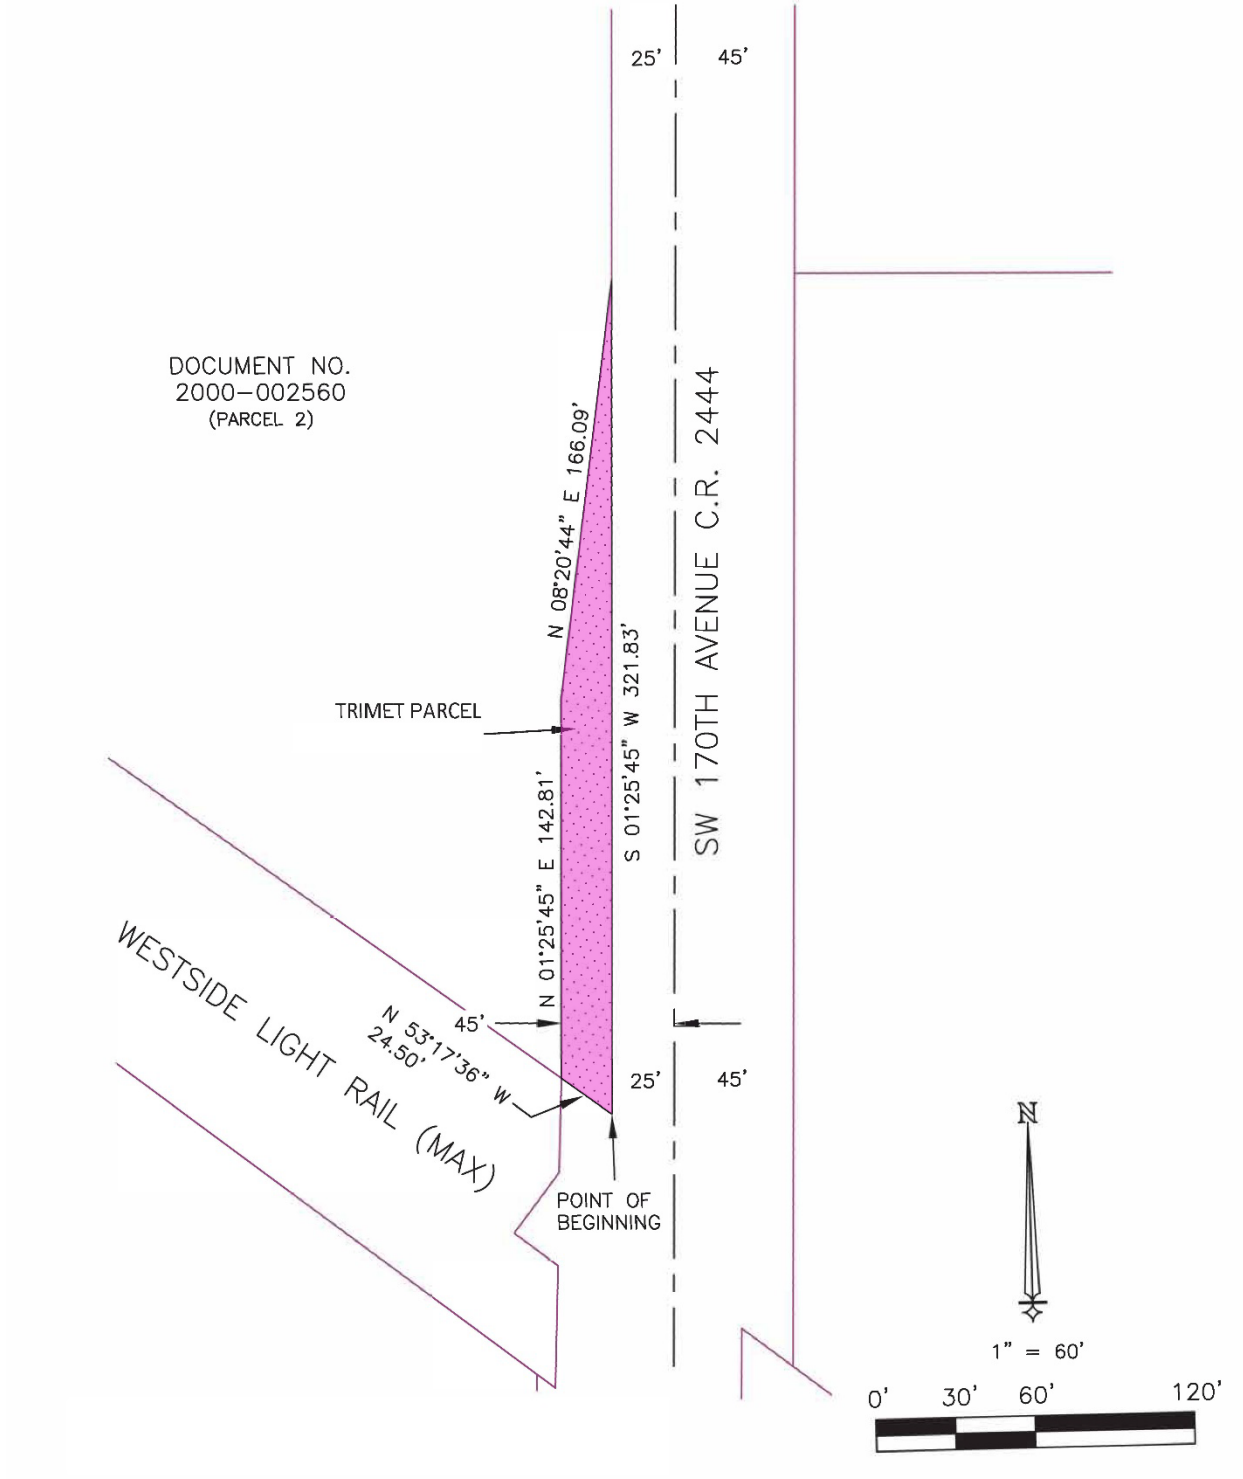 25’ 45’
DOCUMENT NO.
2000–002560
(PARCEL 2)
N 08°20’44” E 166.09’
SW 170TH AVENUE C.R. 2444
S 01°25’45” W 321.83’
TRIMET PARCEL
N 01°25’45” E 142.81’
WESTSIDE LIGHT RAIL (MAX)
45’
N 53°17’36” W
24.50’
25’ 45’
POINT OF
BEGINNING
N
1” = 60’
0’ 30’ 60’ 120’